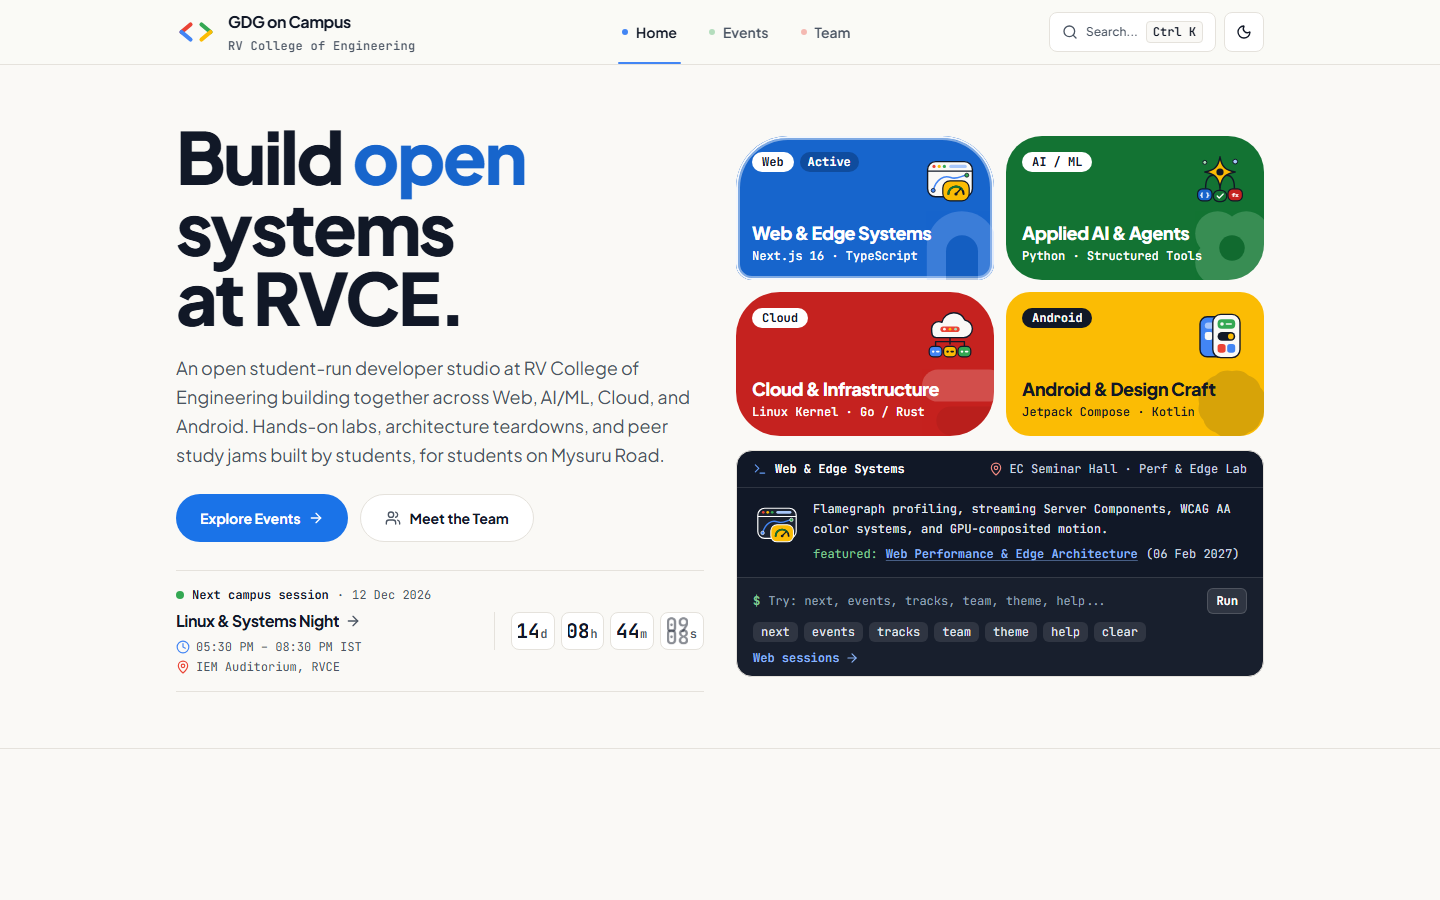 GDG on Campus
RV College of Engineering
Home
Events
Team
Search...
Ctrl K
Build open
systems
at RVCE.
An open student-run developer studio at RV College of
Engineering building together across Web, AI/ML, Cloud, and
Android. Hands-on labs, architecture teardowns, and peer
study jams built by students, for students on Mysuru Road.
Explore Events
Meet the Team
Next campus session · 12 Dec 2026
Linux & Systems Night
05:30 PM – 08:30 PM IST
IEM Auditorium, RVCE
14d
08h
44m
s
Web
Active
Web & Edge Systems
Next.js 16 · TypeScript
AI / ML
Applied AI & Agents
Python · Structured Tools
Cloud
Cloud & Infrastructure
Linux Kernel · Go / Rust
Android
Android & Design Craft
Jetpack Compose · Kotlin
Web & Edge Systems
EC Seminar Hall · Perf & Edge Lab
Flamegraph profiling, streaming Server Components, WCAG AA
color systems, and GPU-composited motion.
featured: Web Performance & Edge Architecture (06 Feb 2027)
$ Try: next, events, tracks, team, theme, help...
Run
next
events
tracks
team
theme
help
clear
Web sessions